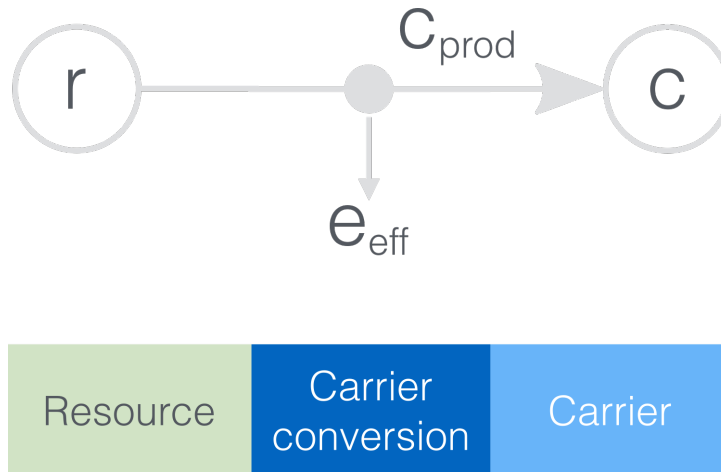 r
c_prod
c
e_eff
Resource
Carrier
conversion
Carrier